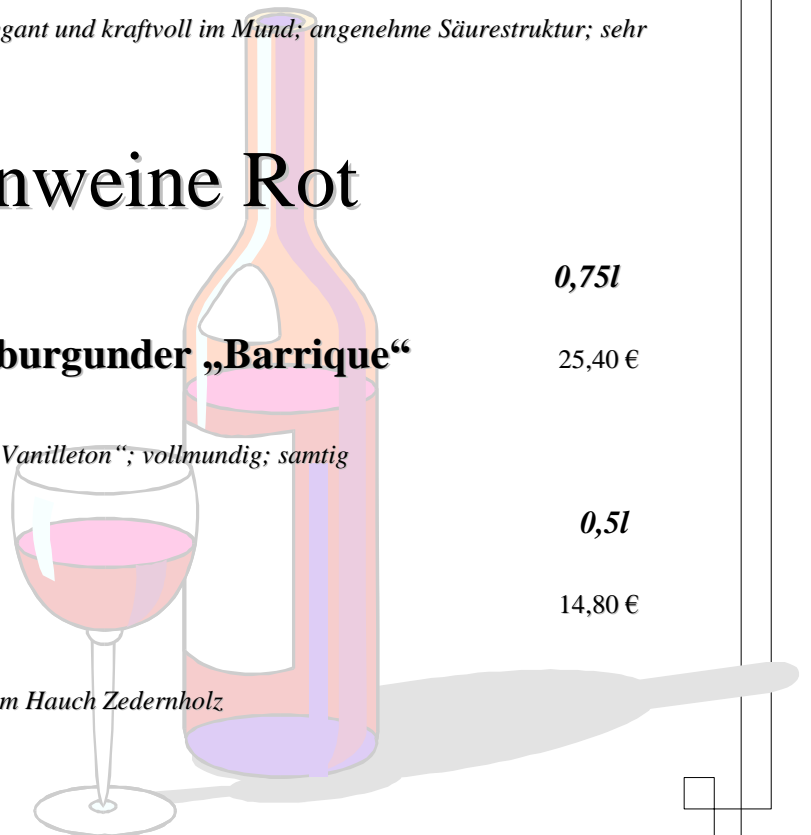 gant und kraftvoll im Mund; angenehme Säurestruktur; sehr
nweine Rot
0,75l
burgunder „Barrique“
25,40 €
Vanilleton“; vollmundig; samtig
0,5l
14,80 €
m Hauch Zedernholz